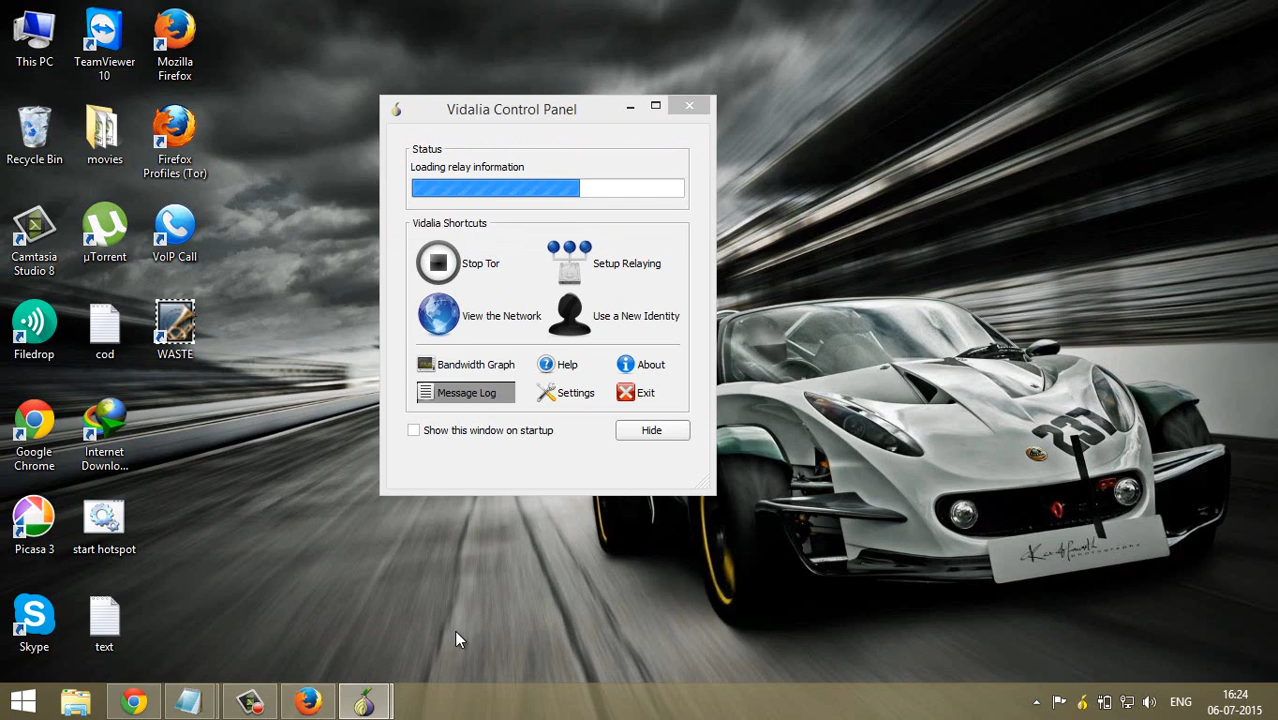 This PC
TeamViewer
10
Mozilla
Firefox
Recycle Bin
movies
Firefox
Profiles (Tor)
Camtasia
Studio 8
µTorrent
VoIP Call
Filedrop
cod
WASTE
Google
Chrome
Internet
Downlo...
Picasa 3
start hotspot
Skype
text
Vidalia Control Panel
Status
Loading relay information
Vidalia Shortcuts
Stop Tor
Setup Relaying
View the Network
Use a New Identity
Bandwidth Graph
Help
About
Message Log
Settings
Exit
Show this window on startup
Hide
237
photography
ENG
16:24
06-07-2015